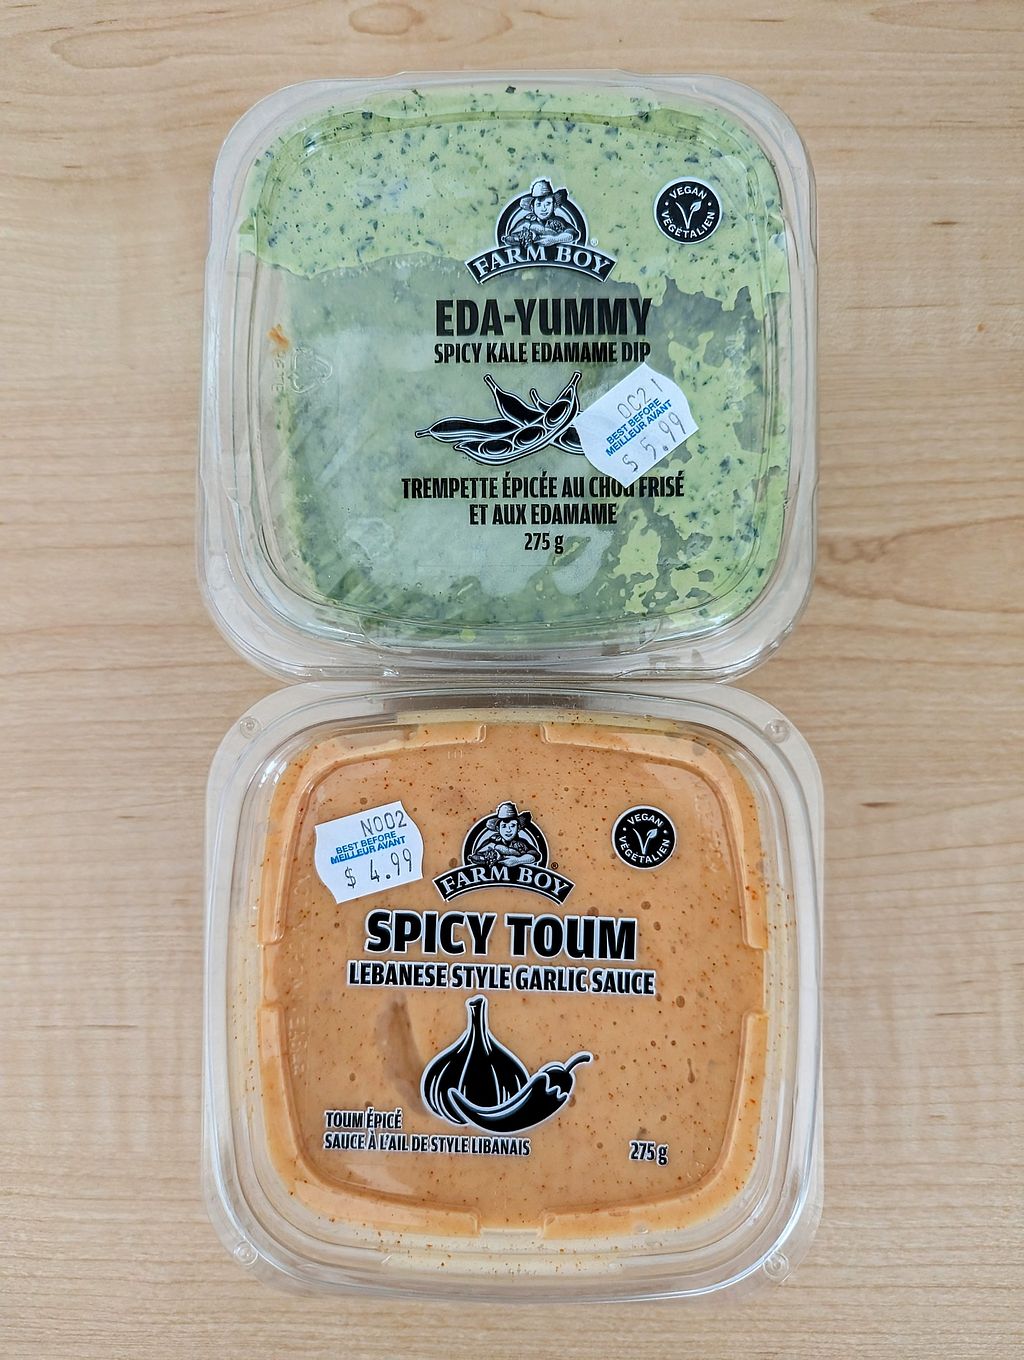 VEGAN
VÉGÉTALIEN
FARM BOY
®
EDA-YUMMY
SPICY KALE EDAMAME DIP
OC21
BEST BEFORE
MEILLEUR AVANT
$ 5.99
TREMPETTE ÉPICÉE AU CHOU FRISÉ
ET AUX EDAMAME
275 g
N002
BEST BEFORE
MEILLEUR AVANT
$ 4.99
FARM BOY
®
VEGAN
VÉGÉTALIEN
SPICY TOUM
LEBANESE STYLE GARLIC SAUCE
TOUM ÉPICÉ
SAUCE À L'AIL DE STYLE LIBANAIS
275 g